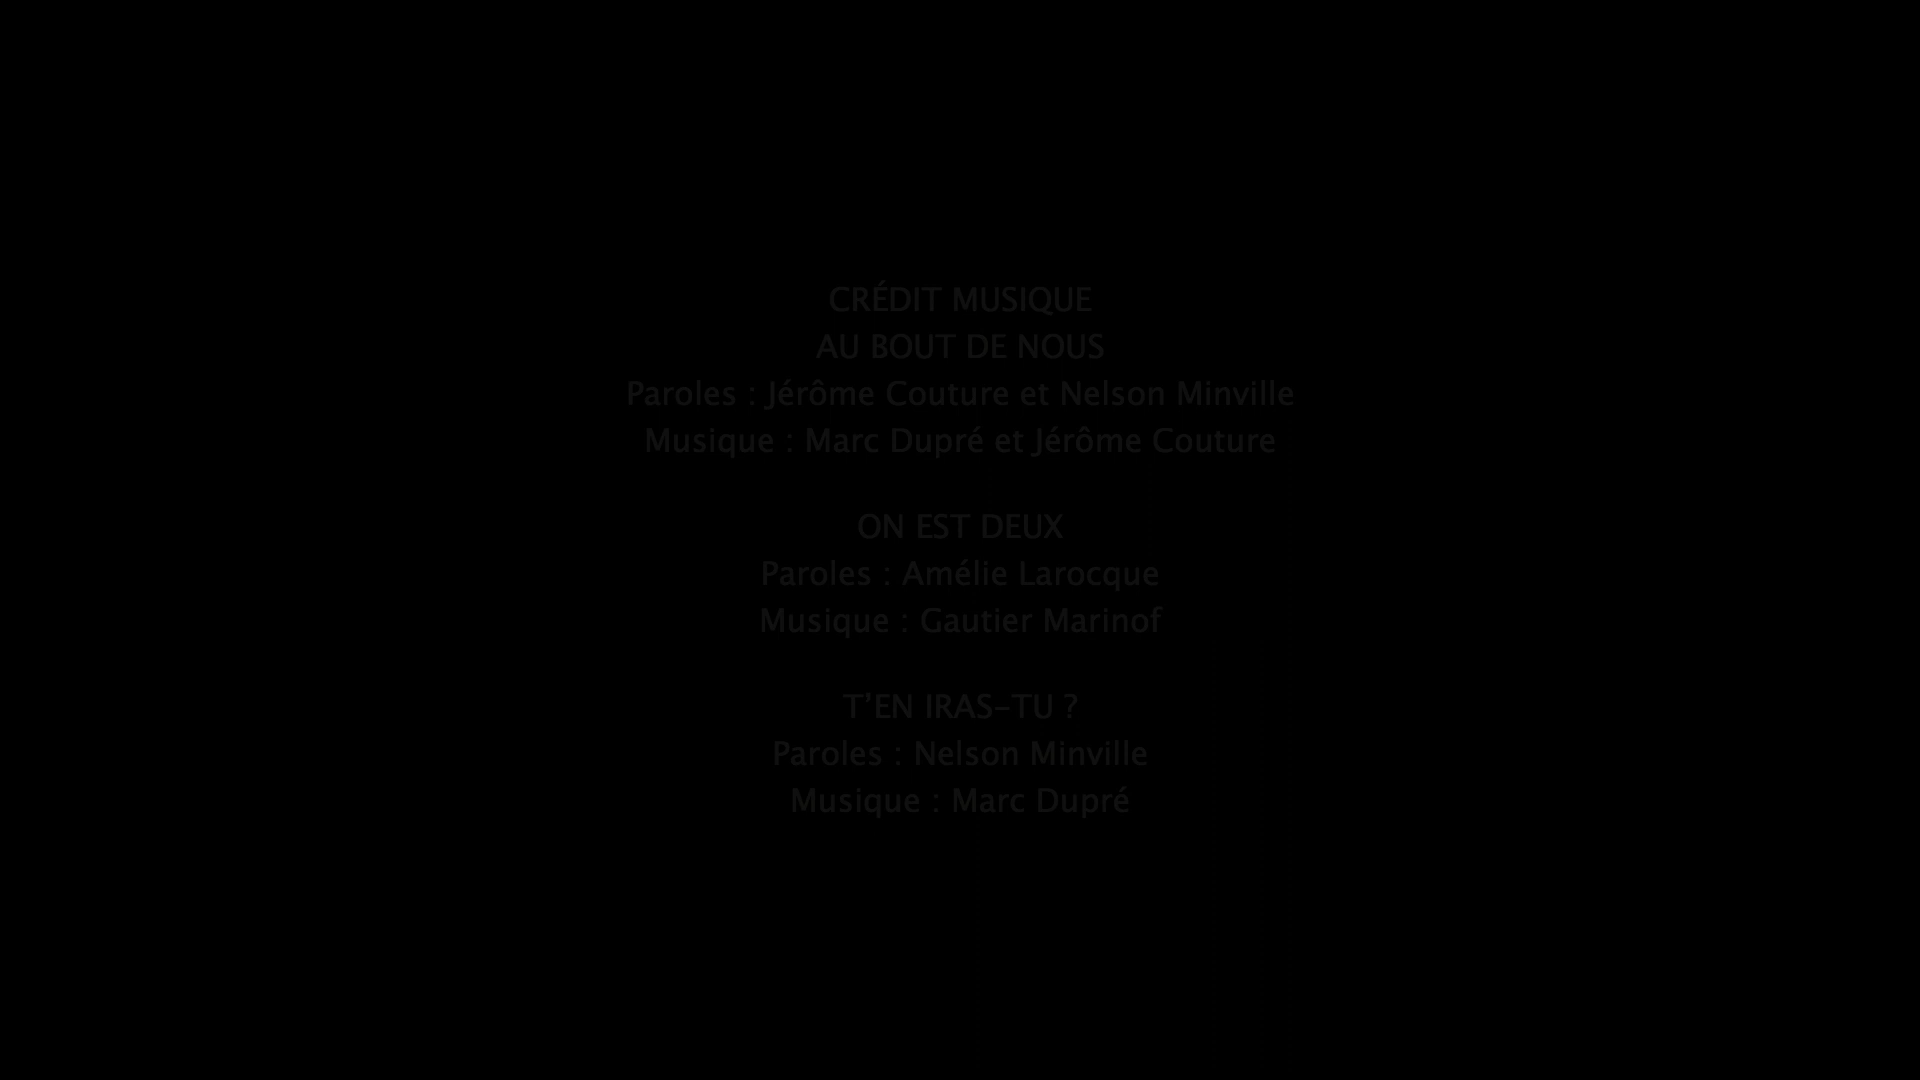 CRÉDIT MUSIQUE
AU BOUT DE NOUS
Paroles : Jérôme Couture et Nelson Minville
Musique : Marc Dupré et Jérôme Couture
ON EST DEUX
Paroles : Amélie Larocque
Musique : Gautier Marinof
T’EN IRAS-TU ?
Paroles : Nelson Minville
Musique : Marc Dupré